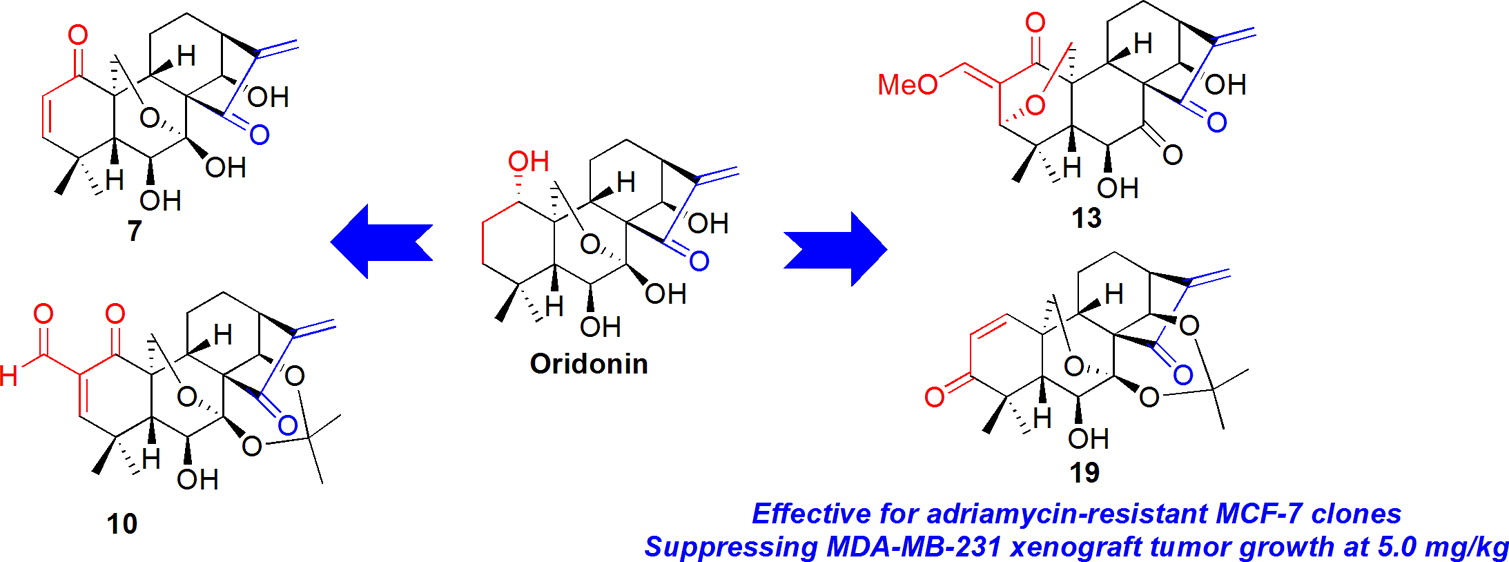 O
H
OH
O
O
OH
H
OH
7
OH
H
OH
O
O
OH
H
OH
Oridonin
O
H
MeO
O
OH
O
O
H
OH
13
O
O
H
H
O
O
O
O
H
OH
10
H
O
O
O
O
O
H
OH
19
Effective for adriamycin-resistant MCF-7 clones
Suppressing MDA-MB-231 xenograft tumor growth at 5.0 mg/kg